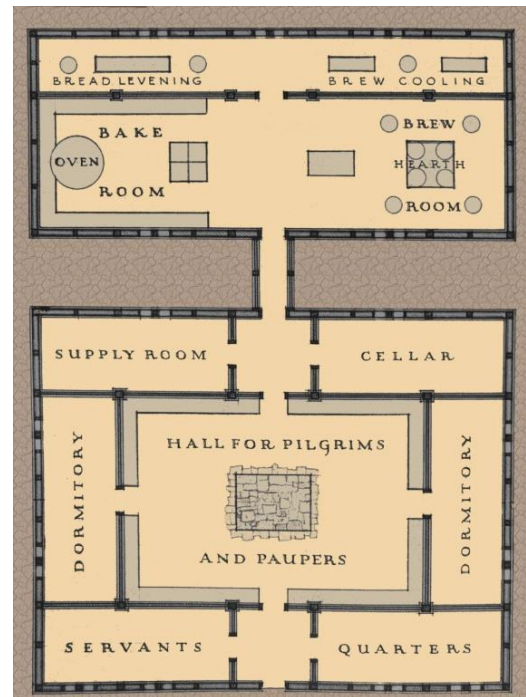 BREAD LEVENING
BREW COOLING
BAKE
ROOM
OVEN
BREW
HEARTH
ROOM
SUPPLY ROOM
CELLAR
DORMITORY
HALL FOR PILGRIMS
AND PAUPERS
DORMITORY
SERVANTS
QUARTERS